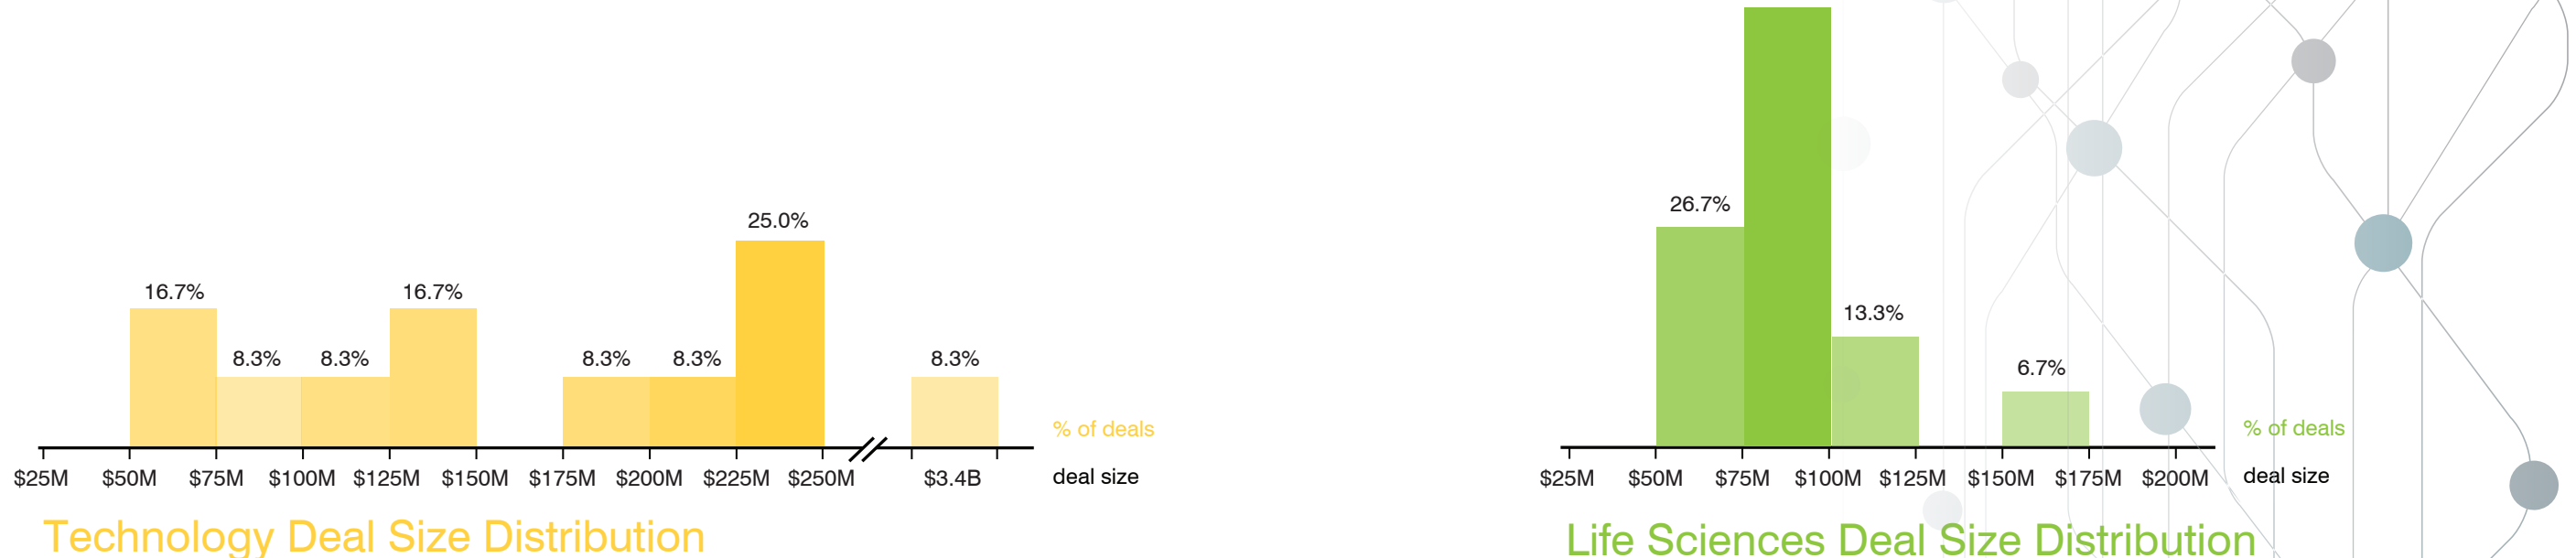 25.0%
16.7%
16.7%
8.3%
8.3%
8.3%
8.3%
8.3%
% of deals
$25M $50M $75M $100M $125M $150M $175M $200M $225M $250M $3.4B
deal size
Technology Deal Size Distribution
26.7%
13.3%
6.7%
% of deals
$25M $50M $75M $100M $125M $150M $175M $200M
deal size
Life Sciences Deal Size Distribution